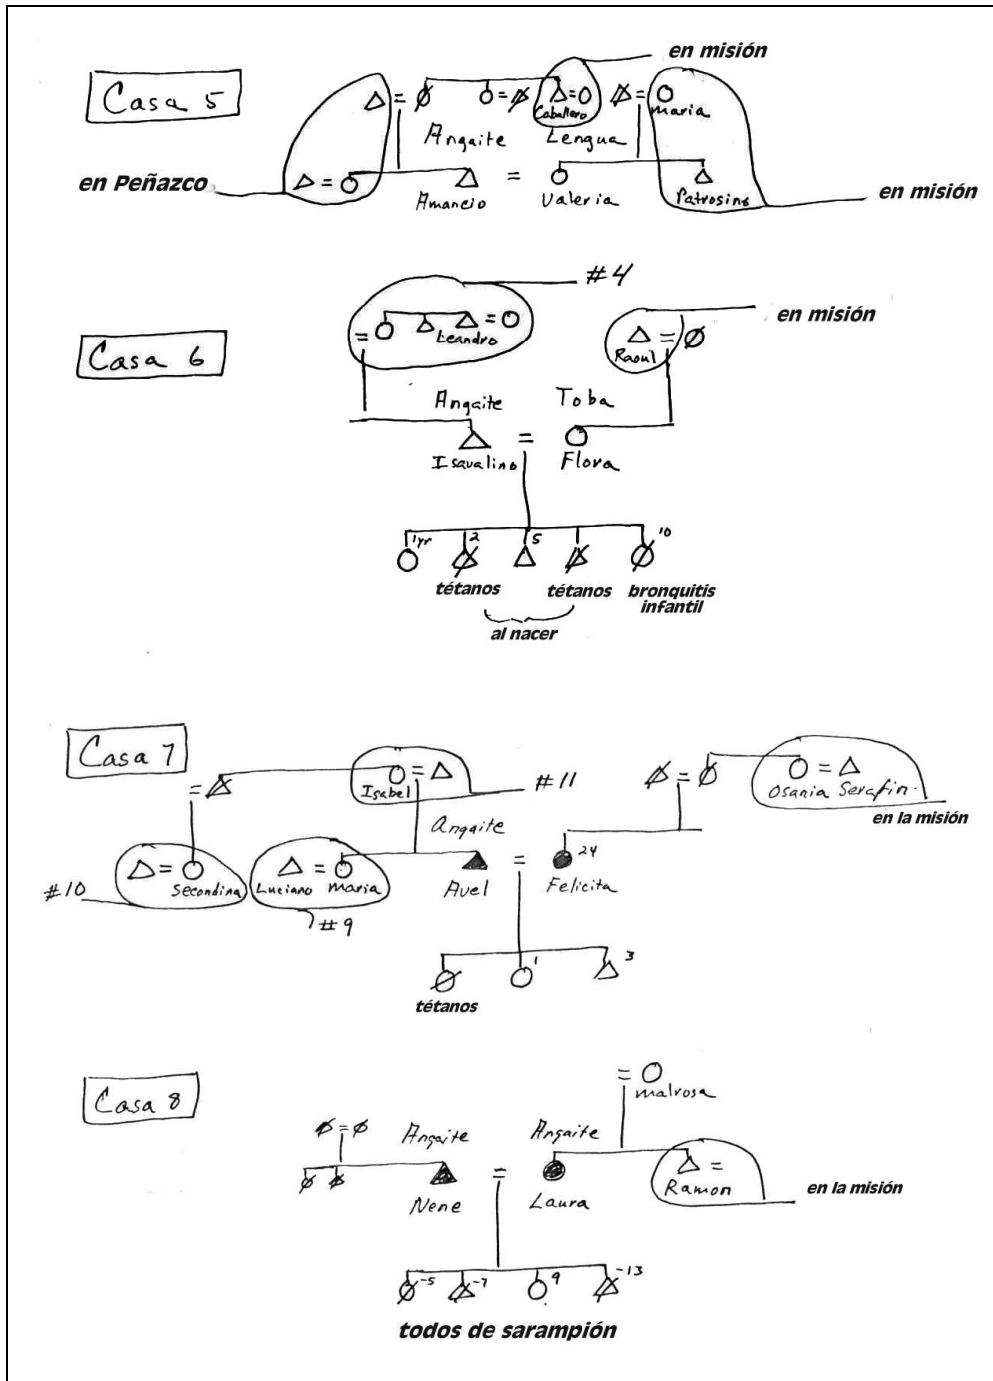 en misión
Casa 5
Caballero
maria
Angaite Lengua
en Peñazco
Amancio Valeria Patrosino
en misión
#4
en misión
Leandro
Raoul
Casa 6
Angaite Toba
Isavalino Flora
1yr 2 5 10
tétanos tétanos bronquitis
infantil
al nacer
Casa 7
Isabel
#11
Osania Serafin
en la misión
Angaite
24
#10 Secondina Luciano maria Avel Felicita
#9
1 3
tétanos
Casa 8
malrosa
Angaite Angaite
Nene Laura Ramon en la misión
-5 -7 9 -13
todos de sarampión